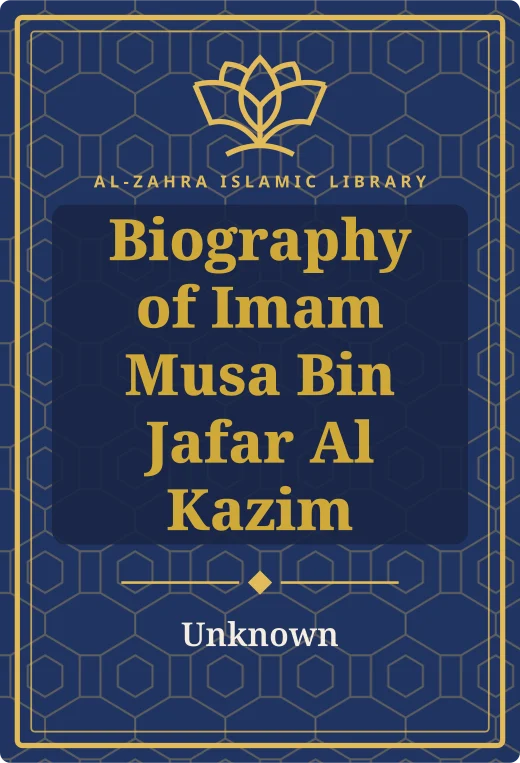 AL-ZAHRA ISLAMIC LIBRARY
Biography
of Imam
Musa Bin
Jafar Al
Kazim
Unknown